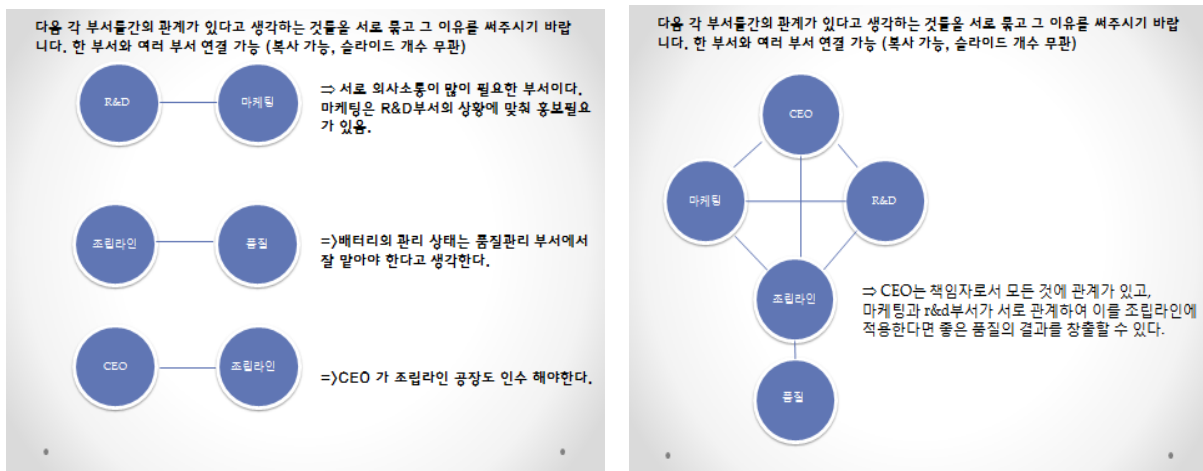 다음 각 부서들간의 관계가 있다고 생각하는 것들을 서로 묶고 그 이유를 써주시기 바랍
니다. 한 부서와 여러 부서 연결 가능 (복사 가능, 슬라이드 개수 무관)
R&D
마케팅
⇒ 서로 의사소통이 많이 필요한 부서이다.
마케팅은 R&D부서의 상황에 맞춰 홍보필요
가 있음.
조립라인
품질
=>배터리의 관리 상태는 품질관리 부서에서
잘 맡아야 한다고 생각한다.
CEO
조립라인
=>CEO 가 조립라인 공장도 인수 해야한다.
다음 각 부서들간의 관계가 있다고 생각하는 것들을 서로 묶고 그 이유를 써주시기 바랍
니다. 한 부서와 여러 부서 연결 가능 (복사 가능, 슬라이드 개수 무관)
CEO
마케팅
R&D
조립라인
⇒ CEO는 책임자로서 모든 것에 관계가 있고,
마케팅과 r&d부서가 서로 관계하여 이를 조립라인에
적용한다면 좋은 품질의 결과를 창출할 수 있다.
품질